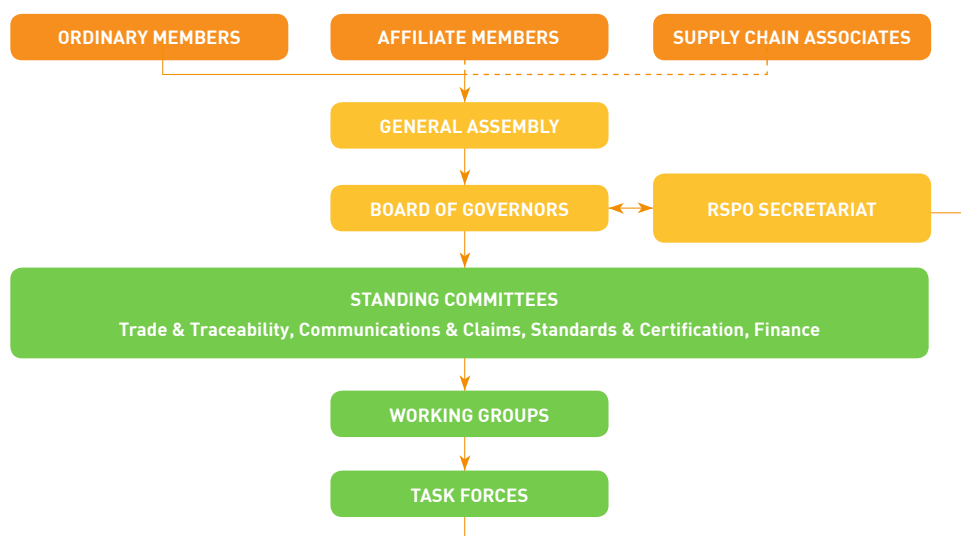 ORDINARY MEMBERS
AFFILIATE MEMBERS
SUPPLY CHAIN ASSOCIATES
GENERAL ASSEMBLY
BOARD OF GOVERNORS
RSPO SECRETARIAT
STANDING COMMITTEES
Trade & Traceability, Communications & Claims, Standards & Certification, Finance
WORKING GROUPS
TASK FORCES